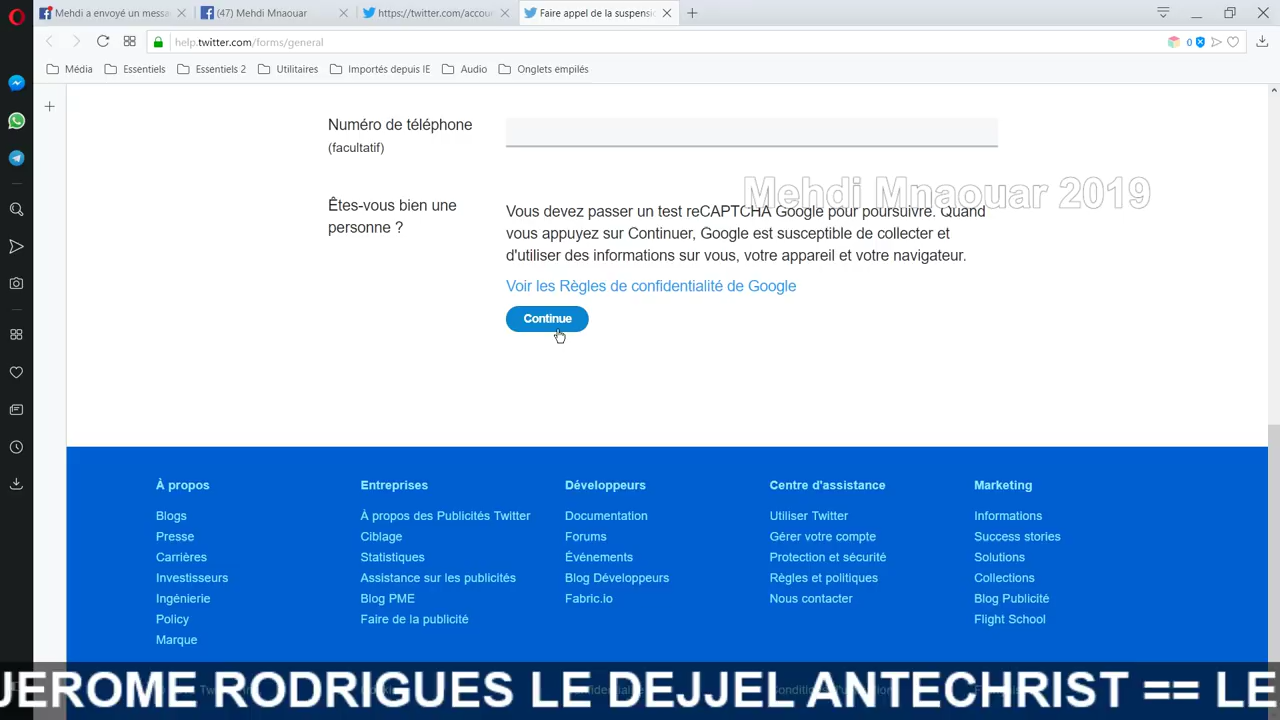 Mehdi a envoyé un messa
(47) Mehdi Mnaouar
https://twitter.com/accour
Faire appel de la suspensio
help.twitter.com/forms/general
0
Média
Essentiels
Essentiels 2
Utilitaires
Importés depuis IE
Audio
Onglets empilés
Numéro de téléphone
(facultatif)
Mehdi Mnaouar 2019
Êtes-vous bien une
personne ?
Vous devez passer un test reCAPTCHA Google pour poursuivre. Quand
vous appuyez sur Continuer, Google est susceptible de collecter et
d'utiliser des informations sur vous, votre appareil et votre navigateur.
Voir les Règles de confidentialité de Google
Continue
À propos
Blogs
Presse
Carrières
Investisseurs
Ingénierie
Policy
Marque
Entreprises
À propos des Publicités Twitter
Ciblage
Statistiques
Assistance sur les publicités
Blog PME
Faire de la publicité
Développeurs
Documentation
Forums
Événements
Blog Développeurs
Fabric.io
Centre d'assistance
Utiliser Twitter
Gérer votre compte
Protection et sécurité
Règles et politiques
Nous contacter
Marketing
Informations
Success stories
Solutions
Collections
Blog Publicité
Flight School
JEROME RODRIGUES LE DEJJEL ANTECHRIST == LE